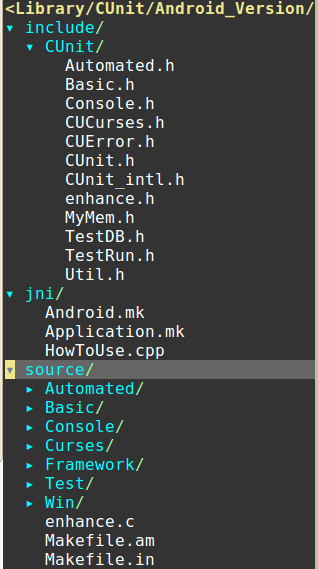 <Library/CUnit/Android_Version/
▾ include/
▾ CUnit/
Automated.h
Basic.h
Console.h
CUCurses.h
CUError.h
CUnit.h
CUnit_intl.h
enhance.h
MyMem.h
TestDB.h
TestRun.h
Util.h
▾ jni/
Android.mk
Application.mk
HowToUse.cpp
▾ source/
▸ Automated/
▸ Basic/
▸ Console/
▸ Curses/
▸ Framework/
▸ Test/
▸ Win/
enhance.c
Makefile.am
Makefile.in